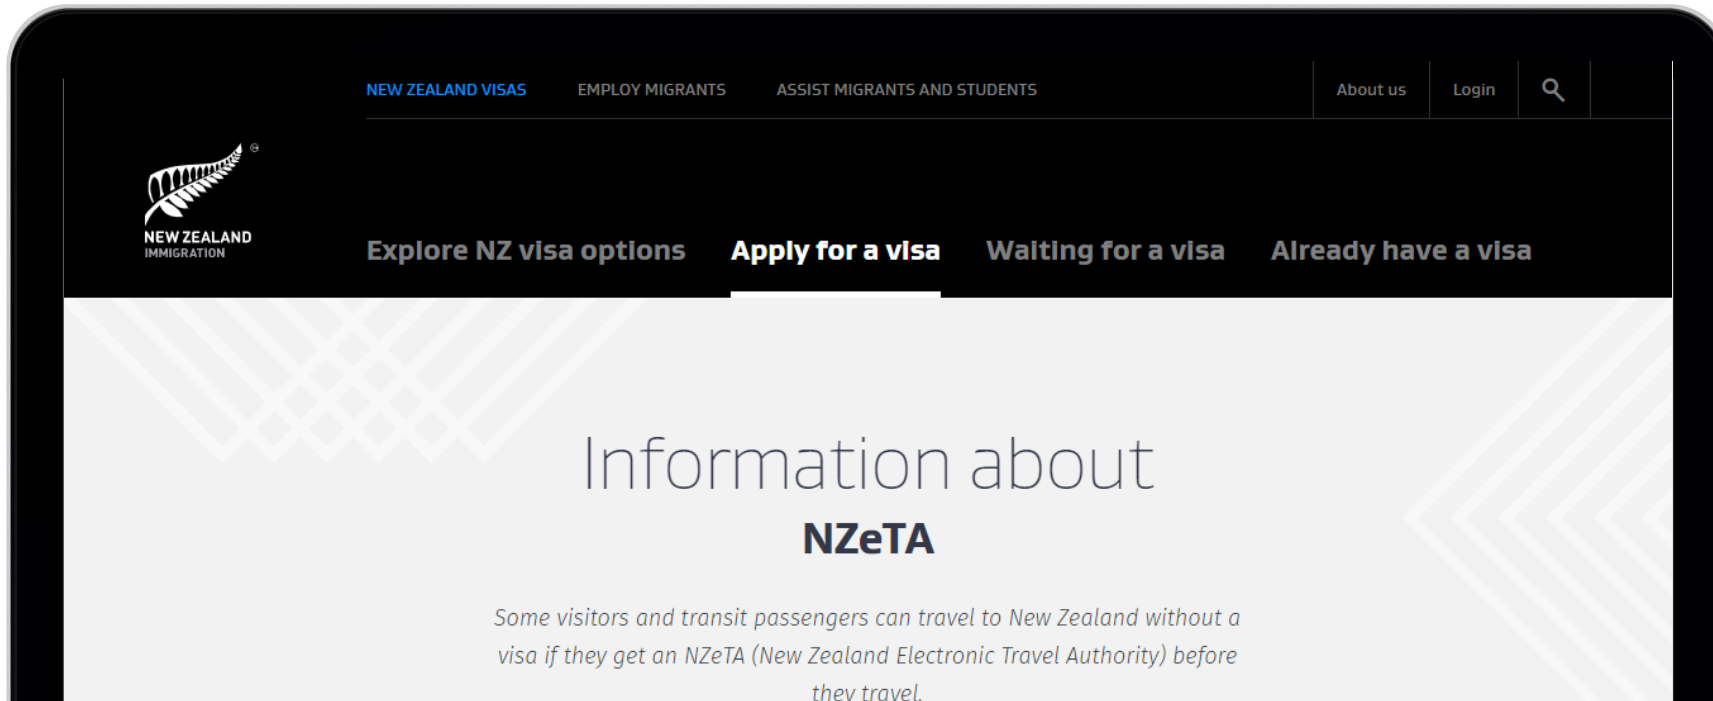 NEW ZEALAND VISAS EMPLOY MIGRANTS ASSIST MIGRANTS AND STUDENTS About us Login
NEW ZEALAND
IMMIGRATION
Explore NZ visa options Apply for a visa Waiting for a visa Already have a visa
Information about
NZeTA
Some visitors and transit passengers can travel to New Zealand without a
visa if they get an NZeTA (New Zealand Electronic Travel Authority) before
they travel.